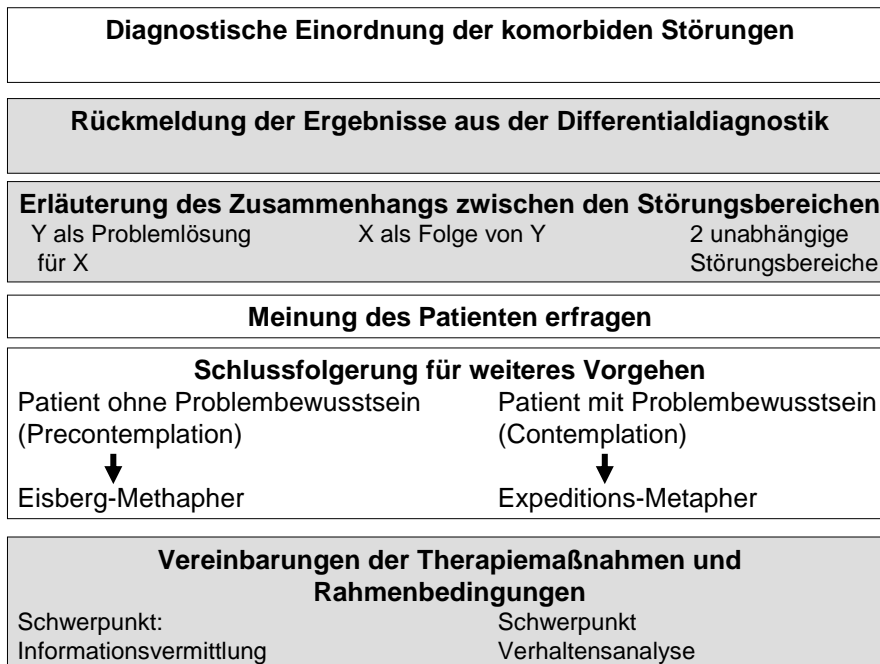 Diagnostische Einordnung der komorbiden Störungen
Rückmeldung der Ergebnisse aus der Differentialdiagnostik
Erläuterung des Zusammenhangs zwischen den Störungsbereichen
Y als Problemlösung X als Folge von Y 2 unabhängige
für X Störungsbereiche
Meinung des Patienten erfragen
Schlussfolgerung für weiteres Vorgehen
Patient ohne Problembewusstsein Patient mit Problembewusstsein
(Precontemplation) (Contemplation)
Eisberg-Methapher Expeditions-Metapher
Vereinbarungen der Therapiemaßnahmen und
Rahmenbedingungen
Schwerpunkt: Schwerpunkt
Informationsvermittlung Verhaltensanalyse